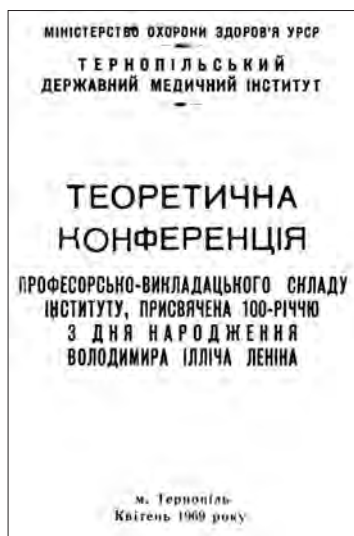 МІНІСТЕРСТВО ОХОРОНИ ЗДОРОВ'Я УРСР
ТЕРНОПІЛЬСЬКИЙ
ДЕРЖАВНИЙ МЕДИЧНИЙ ІНСТИТУТ
ТЕОРЕТИЧНА
КОНФЕРЕНЦІЯ
ПРОФЕСОРСЬКО-ВИКЛАДАЦЬКОГО СКЛАДУ
ІНСТИТУТУ, ПРИСВЯЧЕНА 100-РІЧЧЮ
З ДНЯ НАРОДЖЕННЯ
ВОЛОДИМИРА ІЛЛІЧА ЛЕНІНА
м. Тернопіль
Квітень 1969 року